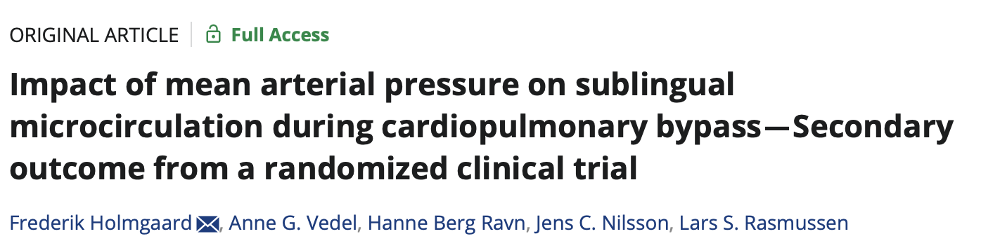 ORIGINAL ARTICLE Full Access
Impact of mean arterial pressure on sublingual
microcirculation during cardiopulmonary bypass—Secondary
outcome from a randomized clinical trial
Frederik Holmgaard, Anne G. Vedel, Hanne Berg Ravn, Jens C. Nilsson, Lars S. Rasmussen